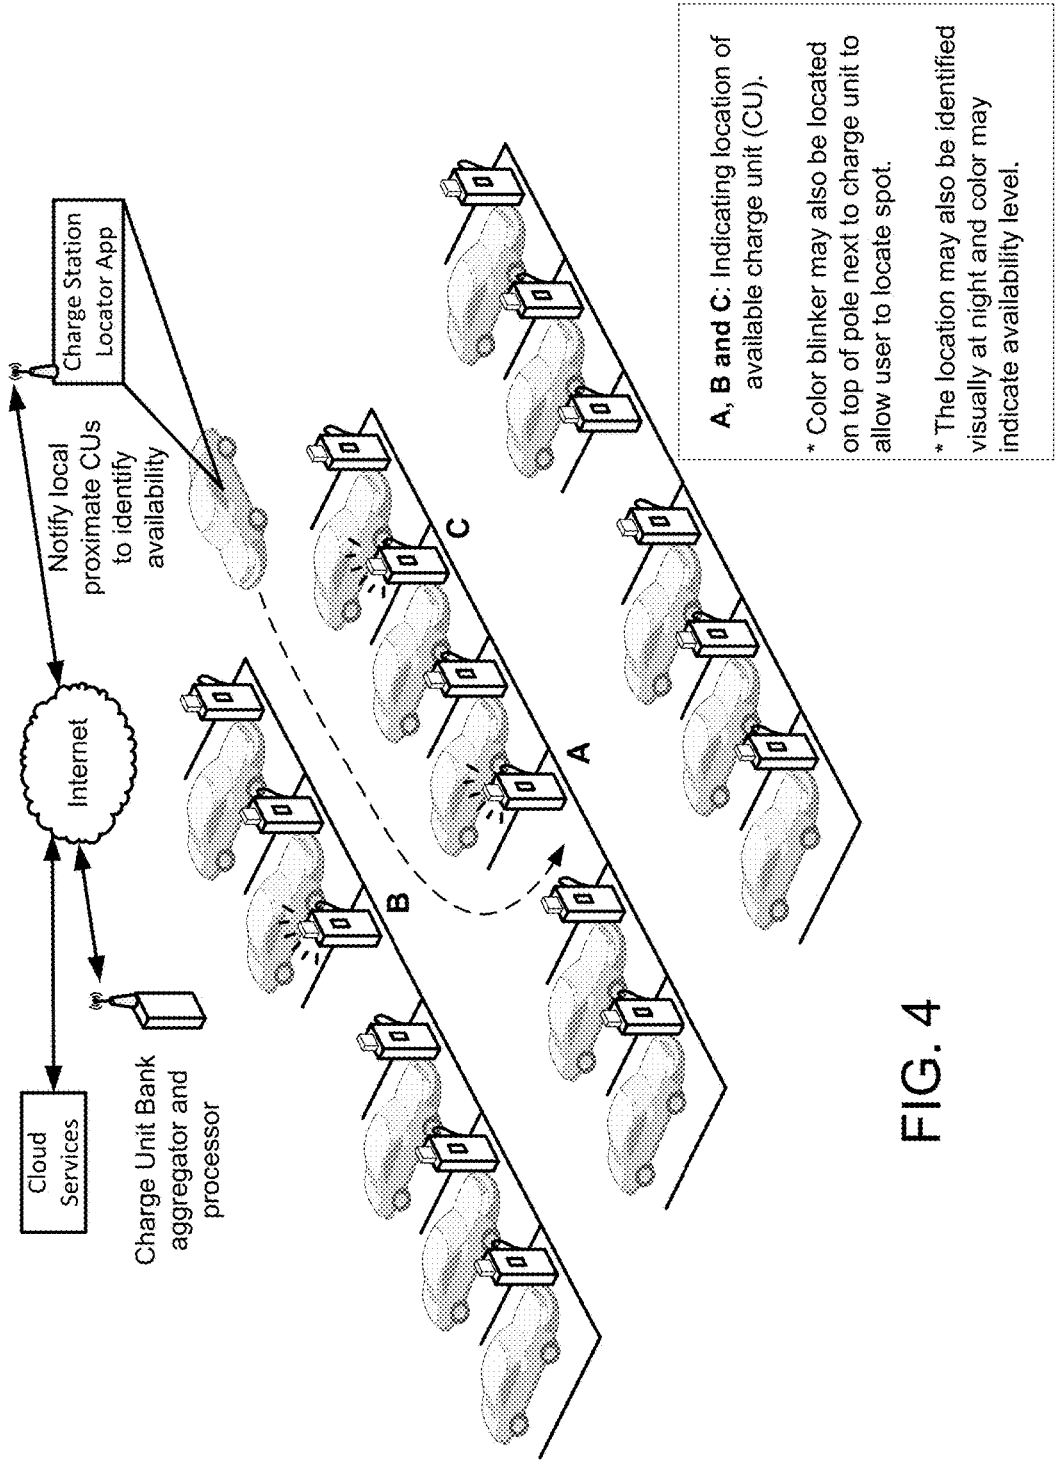 Cloud
Services
Internet
Charge Station
Locator App
Notify local
proximate CUs
to identify
availability
Charge Unit Bank
aggregator and
processor
B
C
A
A, B and C: Indicating location of
available charge unit (CU).
* Color blinker may also be located
on top of pole next to charge unit to
allow user to locate spot.
* The location may also be identified
visually at night and color may
indicate availability level.
FIG. 4